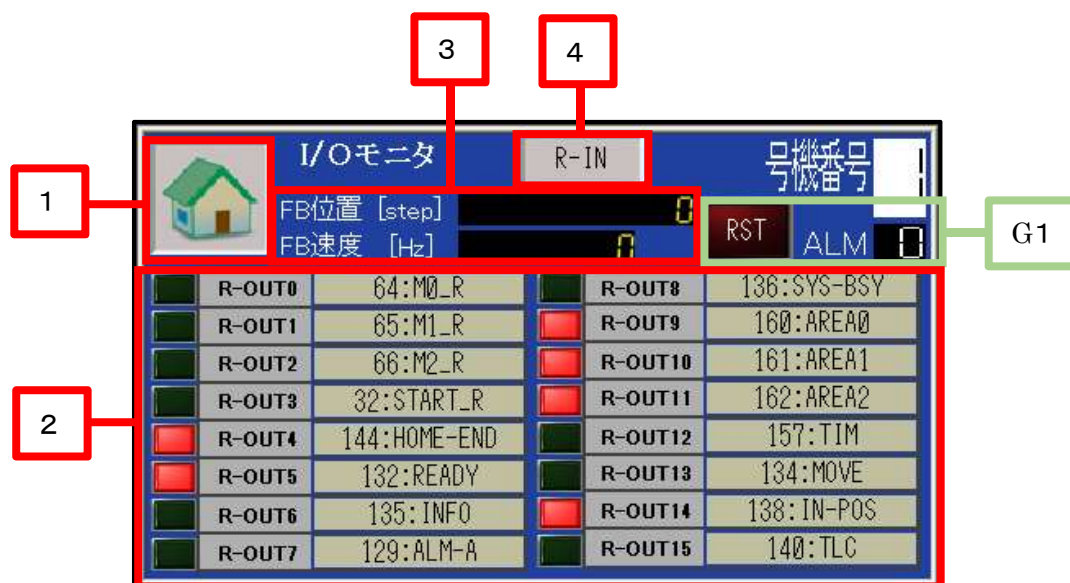 3
4
I/Oモニタ
R-IN
号機番号
1
1
FB位置 [step]
0
FB速度 [Hz]
0
RST
ALM
0
G1
2
R-OUT0
64:M0_R
R-OUT8
136:SYS-BSY
R-OUT1
65:M1_R
R-OUT9
160:AREA0
R-OUT2
66:M2_R
R-OUT10
161:AREA1
R-OUT3
32:START_R
R-OUT11
162:AREA2
R-OUT4
144:HOME-END
R-OUT12
157:TIM
R-OUT5
132:READY
R-OUT13
134:MOVE
R-OUT6
135:INFO
R-OUT14
138:IN-POS
R-OUT7
129:ALM-A
R-OUT15
140:TLC